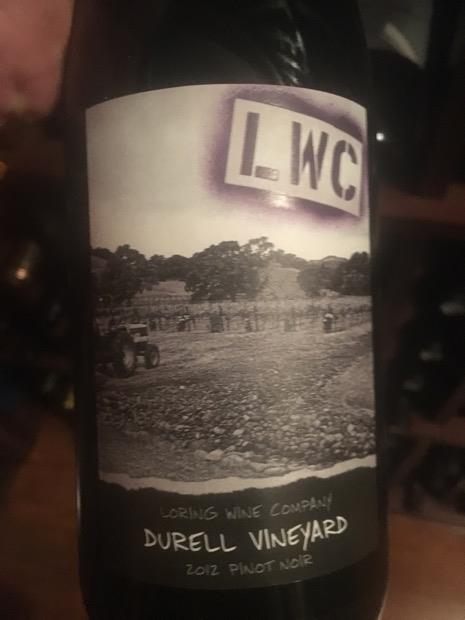 LWC
LORING WINE COMPANY
DURELL VINEYARD
2012 PINOT NOIR